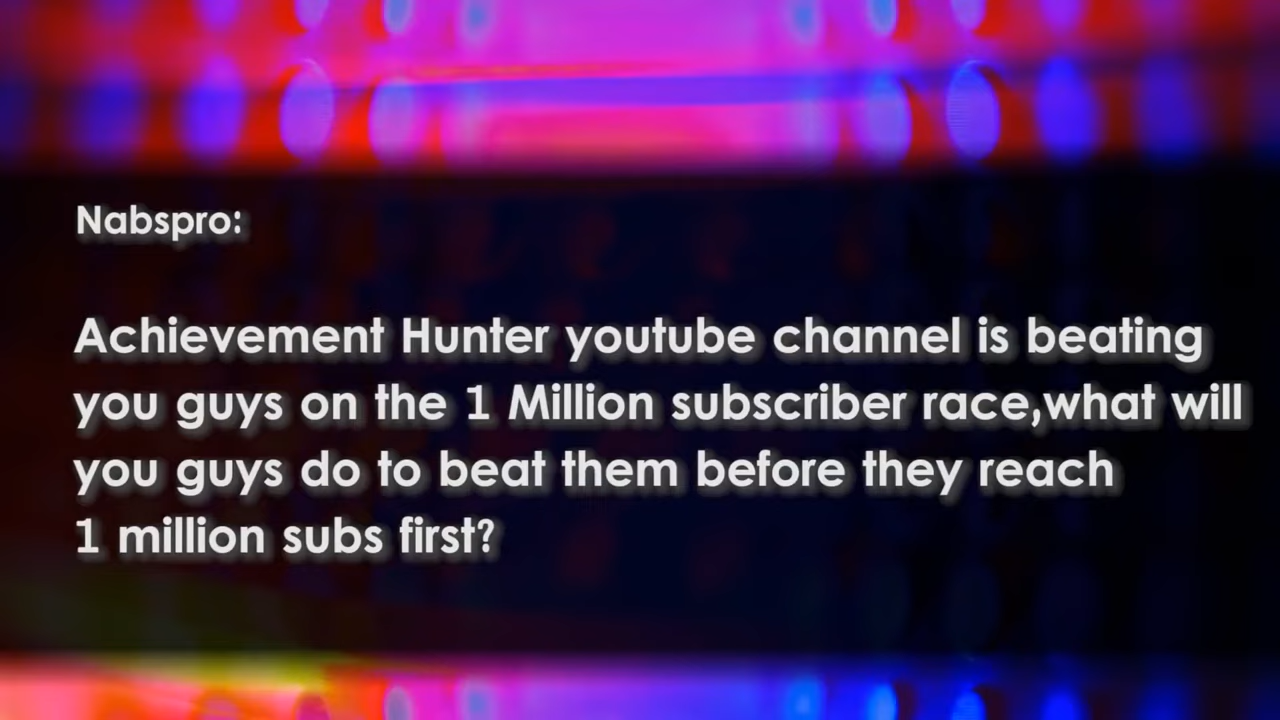 Nabspro:
Achievement Hunter youtube channel is beating
you guys on the 1 Million subscriber race,what will
you guys do to beat them before they reach
1 million subs first?